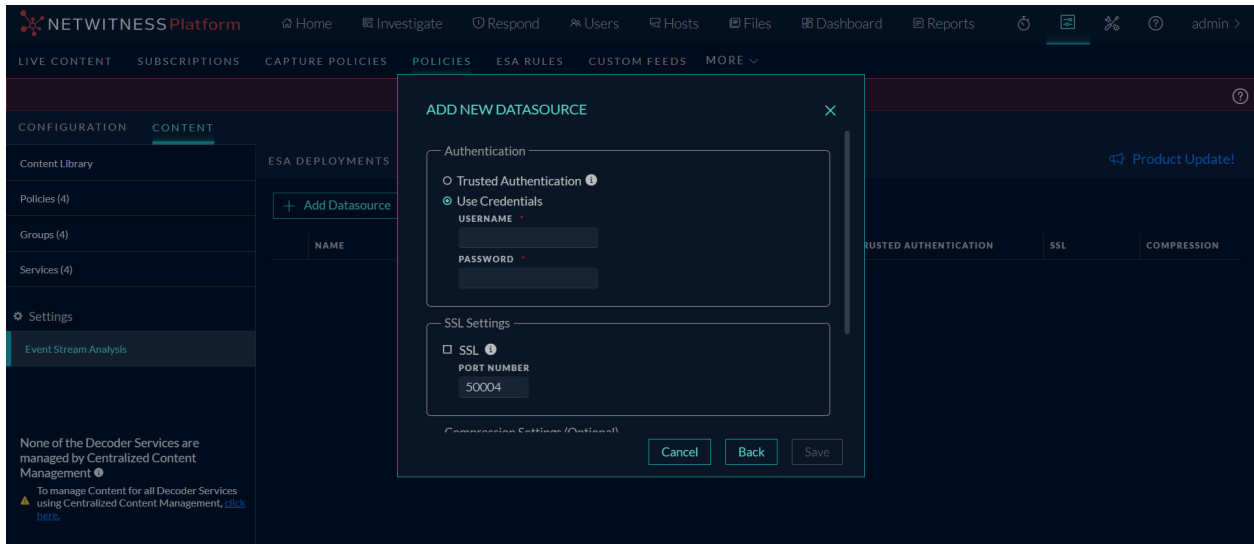 NETWITNESS Platform Home Investigate Respond Users Hosts Files Dashboard Reports admin >
LIVE CONTENT SUBSCRIPTIONS CAPTURE POLICIES POLICIES ESA RULES CUSTOM FEEDS MORE
CONFIGURATION CONTENT
Content Library
Policies (4)
Groups (4)
Services (4)
Settings
Event Stream Analysis
None of the Decoder Services are
managed by Centralized Content
Management
To manage Content for all Decoder Services
using Centralized Content Management, click
here.
ESA DEPLOYMENTS
Product Update!
+ Add Datasource
NAME
RUSTED AUTHENTICATION SSL COMPRESSION
ADD NEW DATASOURCE
Authentication
Trusted Authentication
Use Credentials
USERNAME *
PASSWORD *
SSL Settings
SSL
PORT NUMBER
50004
Compression Settings (Optional)
Cancel Back Save